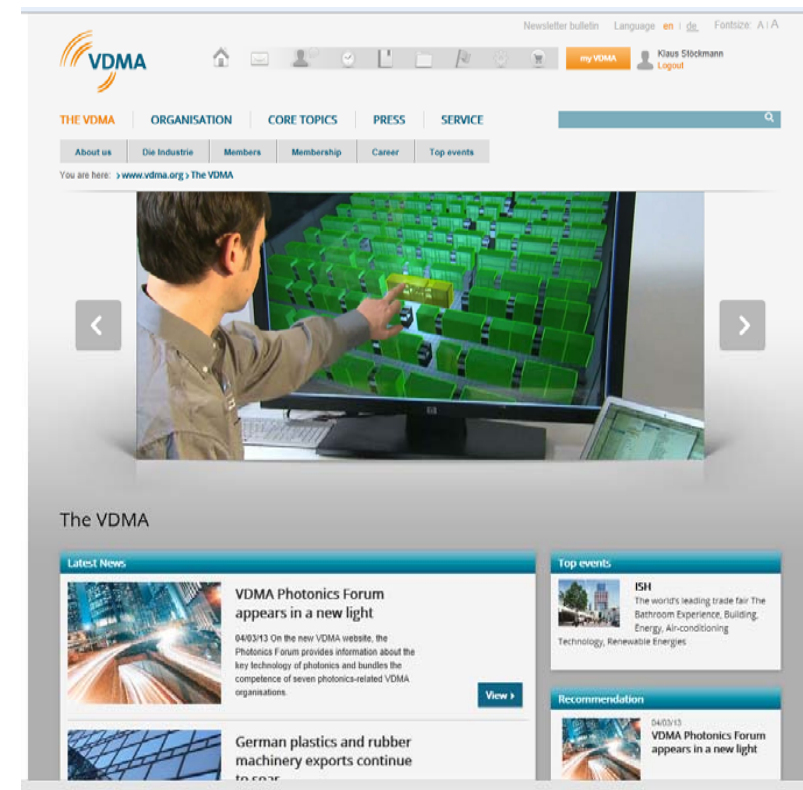 Newsletter bulletin Language en | de Fontsize: A | A
VDMA
my VDMA
Klaus Stöckmann
Logout
THE VDMA ORGANISATION CORE TOPICS PRESS SERVICE
About us Die Industrie Members Membership Career Top events
You are here: › www.vdma.org › The VDMA
The VDMA
Latest News
VDMA Photonics Forum
appears in a new light
04/03/13 On the new VDMA website, the
Photonics Forum provides information about the
key technology of photonics and bundles the
competence of seven photonics-related VDMA
organisations.
View ›
German plastics and rubber
machinery exports continue
to soar
Top events
ISH
The world's leading trade fair The
Bathroom Experience, Building,
Energy, Air-conditioning
Technology, Renewable Energies
Recommendation
04/03/13
VDMA Photonics Forum
appears in a new light